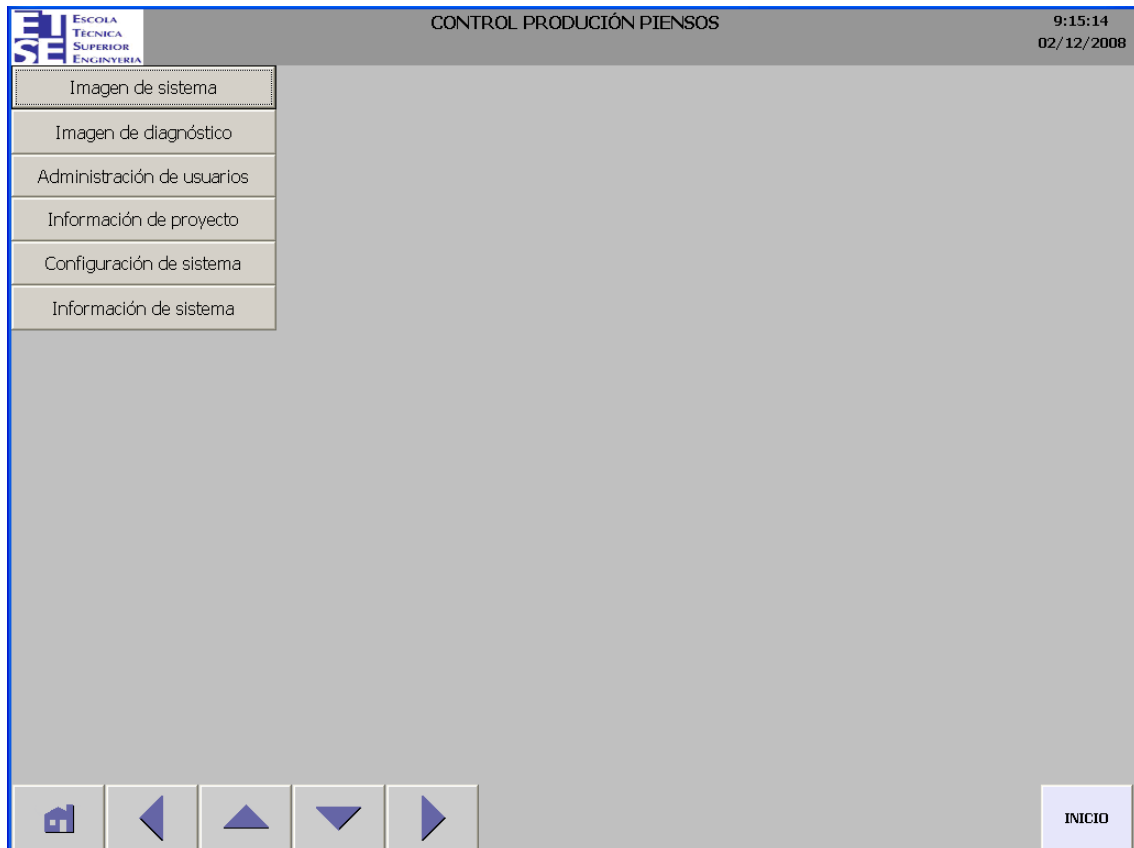 ESCOLA
TÈCNICA
SUPERIOR
ENGINYERIA
ETSE
CONTROL PRODUCIÓN PIENSOS
9:15:14
02/12/2008
Imagen de sistema
Imagen de diagnóstico
Administración de usuarios
Información de proyecto
Configuración de sistema
Información de sistema
INICIO